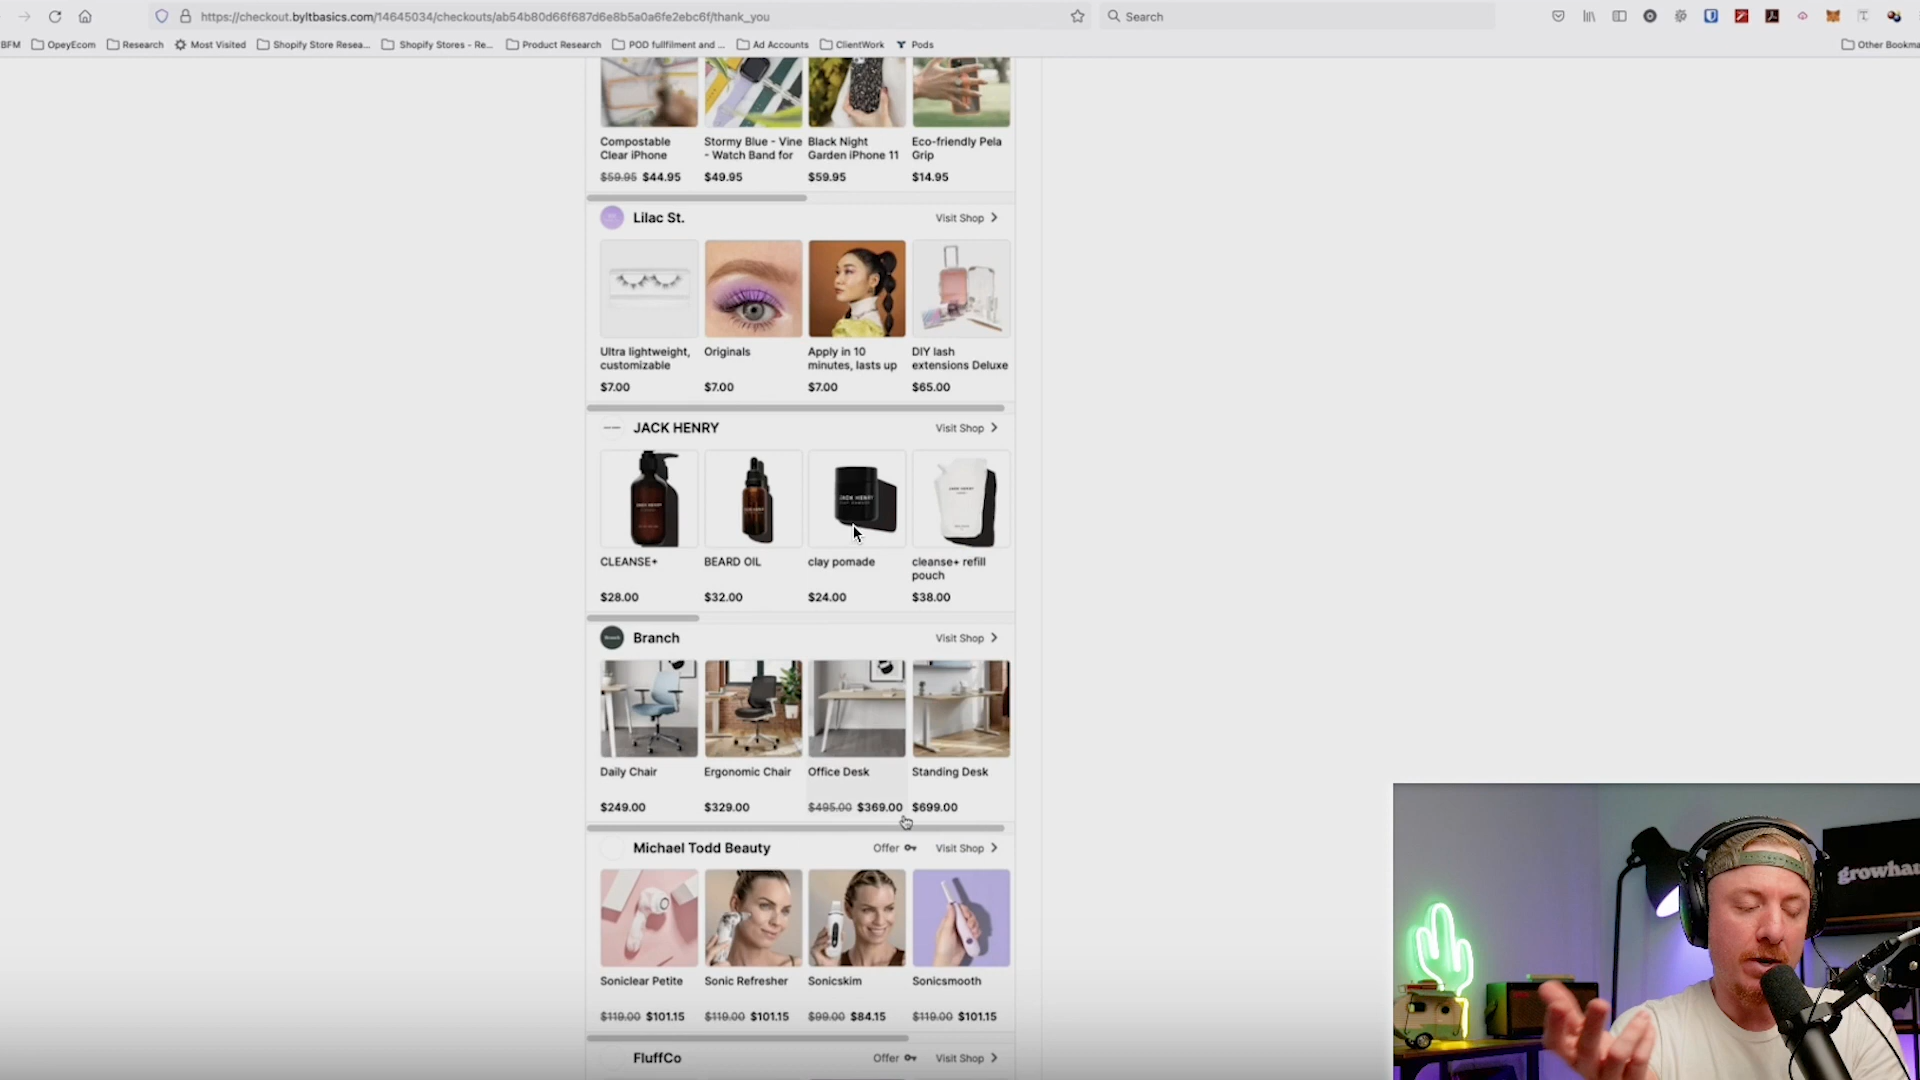 https://checkout.byltbasics.com/14645034/checkouts/ab54b80d66f687d6e8b5a0a6fe2ebc6f/thank_you
Search
BFM OpeyEcom Research Most Visited Shopify Store Resea... Shopify Stores - Re... Product Research POD fullfilment and ... Ad Accounts ClientWork Pods Other Bookma
Compostable Clear iPhone
Stormy Blue - Vine - Watch Band for
Black Night Garden iPhone 11
Eco-friendly Pela Grip
$59.95 $44.95 $49.95 $59.95 $14.95
Lilac St. Visit Shop
Ultra lightweight, customizable
Originals
Apply in 10 minutes, lasts up
DIY lash extensions Deluxe
$7.00 $7.00 $7.00 $65.00
JACK HENRY Visit Shop
JACK HENRY
CLEANSE+ BEARD OIL clay pomade cleanse+ refill pouch
$28.00 $32.00 $24.00 $38.00
Branch Visit Shop
Daily Chair Ergonomic Chair Office Desk Standing Desk
$249.00 $329.00 $495.00 $369.00 $699.00
Michael Todd Beauty Offer Visit Shop
Soniclear Petite Sonic Refresher Sonicskim Sonicsmooth
$119.00 $101.15 $119.00 $101.15 $99.00 $84.15 $119.00 $101.15
FluffCo Offer Visit Shop
growhau